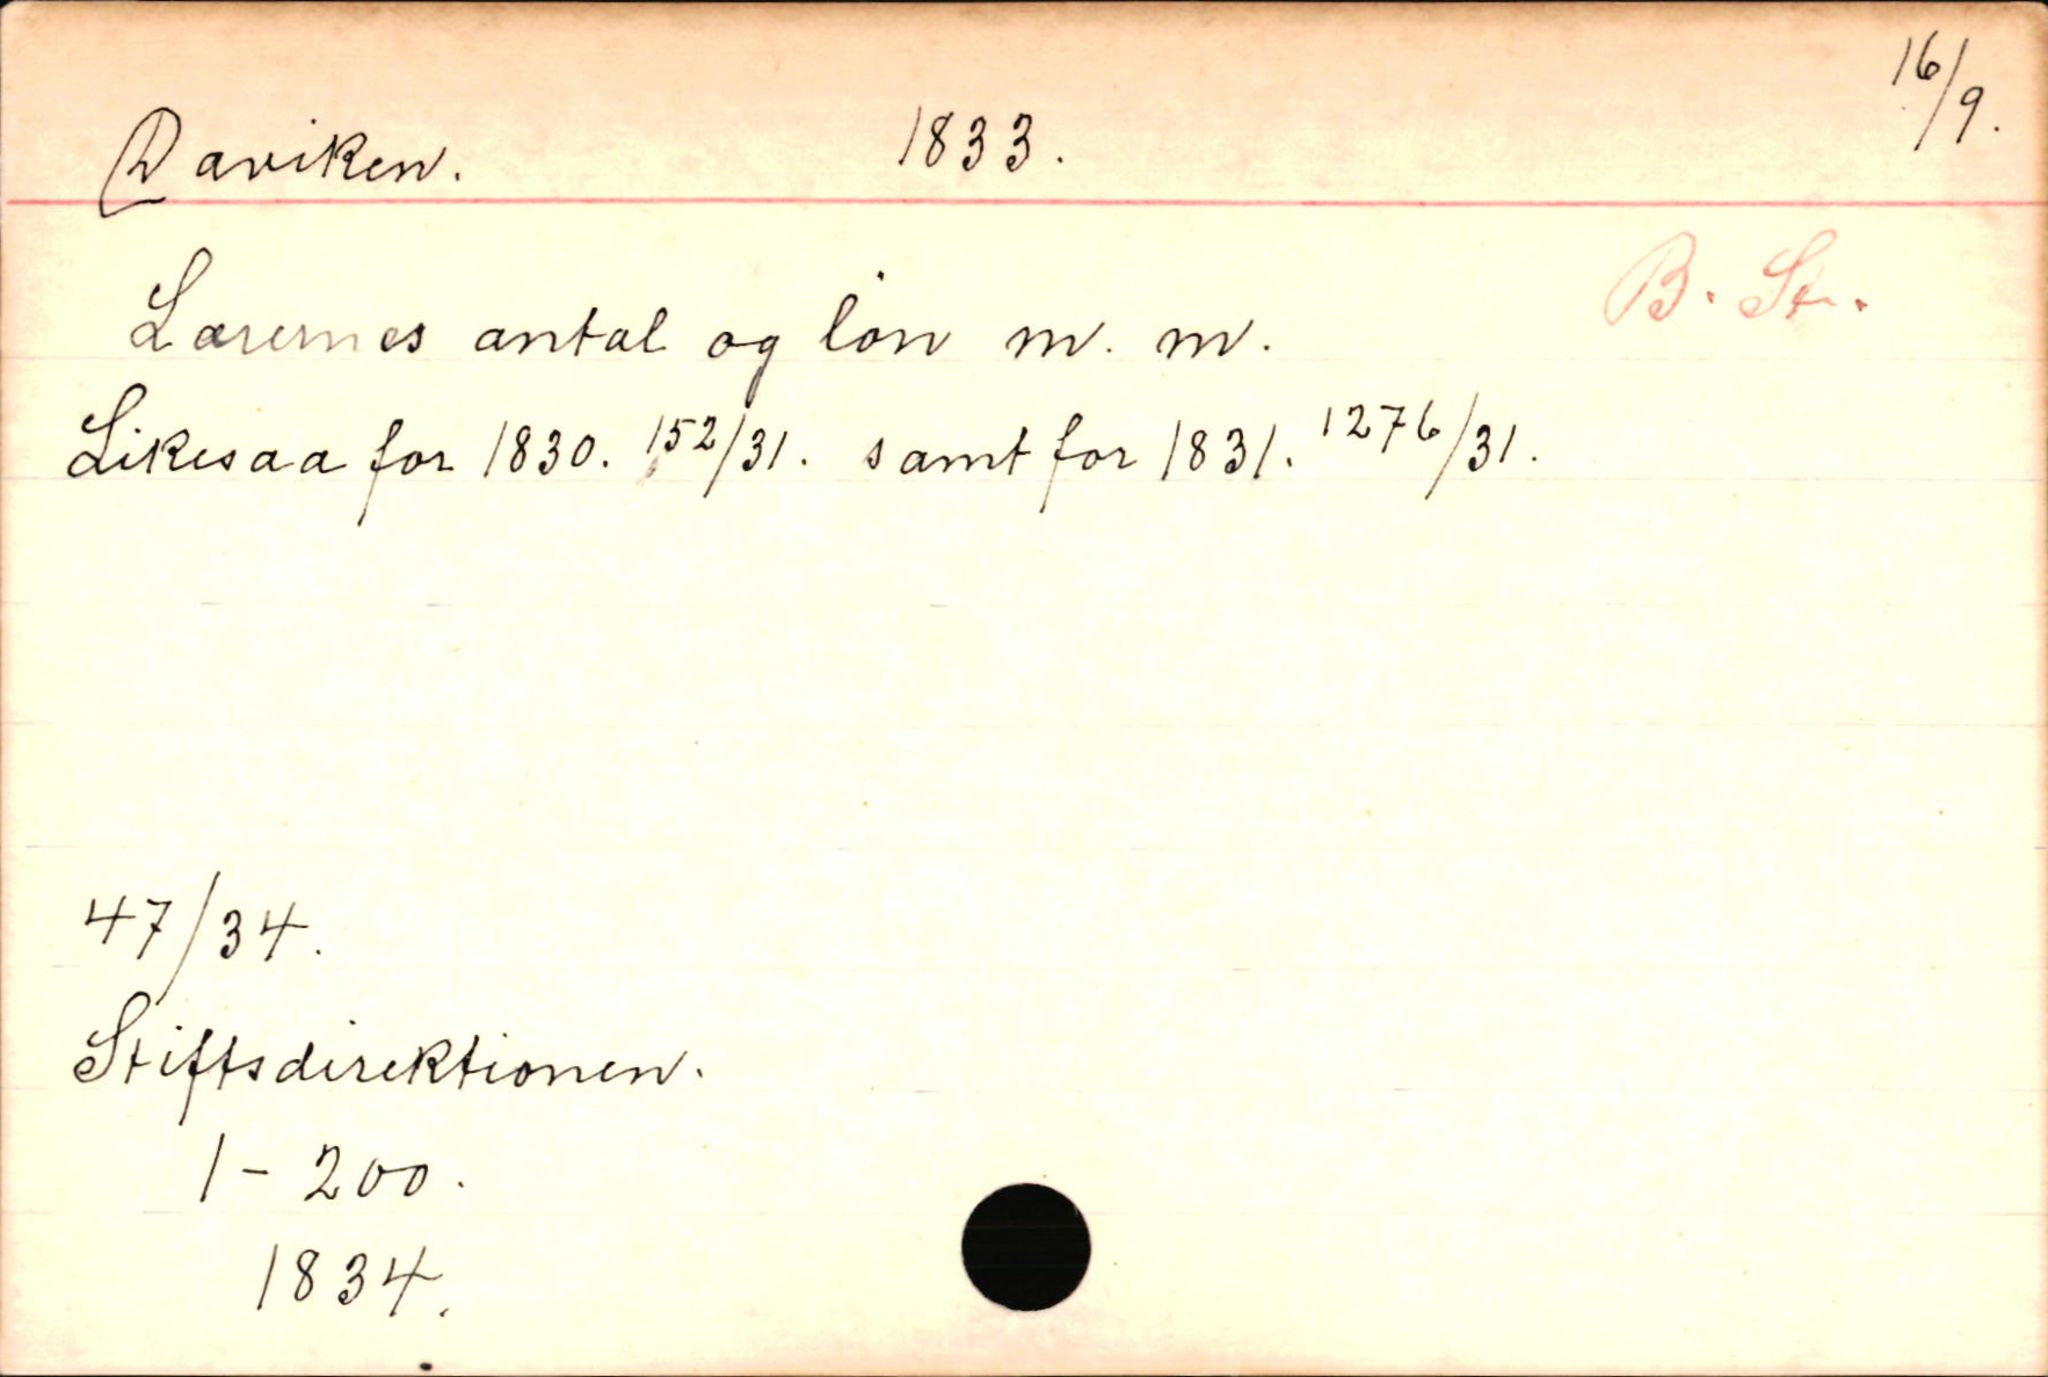 Daviken. 1833. 16/9.
B. St.
Lærernes antal og løn m. m.
Likesaa for 1830. 152/31. samt for 1831. 1276/31.
47/34.
Stiftsdirektionen.
1 - 200.
1834.